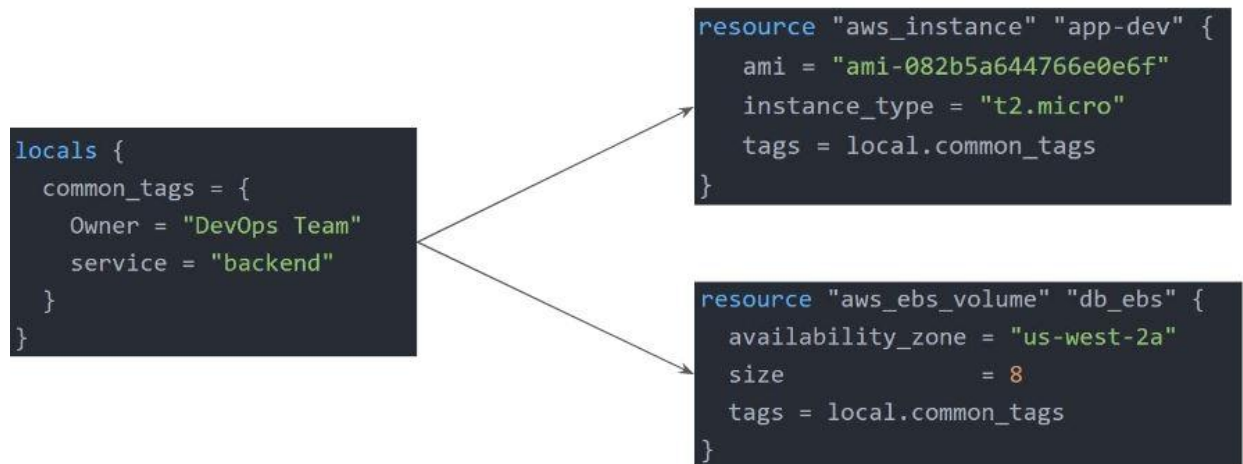 locals {
common_tags = {
Owner = "DevOps Team"
service = "backend"
}
}
resource "aws_instance" "app-dev" {
ami = "ami-082b5a644766e0e6f"
instance_type = "t2.micro"
tags = local.common_tags
}
resource "aws_ebs_volume" "db_ebs" {
availability_zone = "us-west-2a"
size = 8
tags = local.common_tags
}